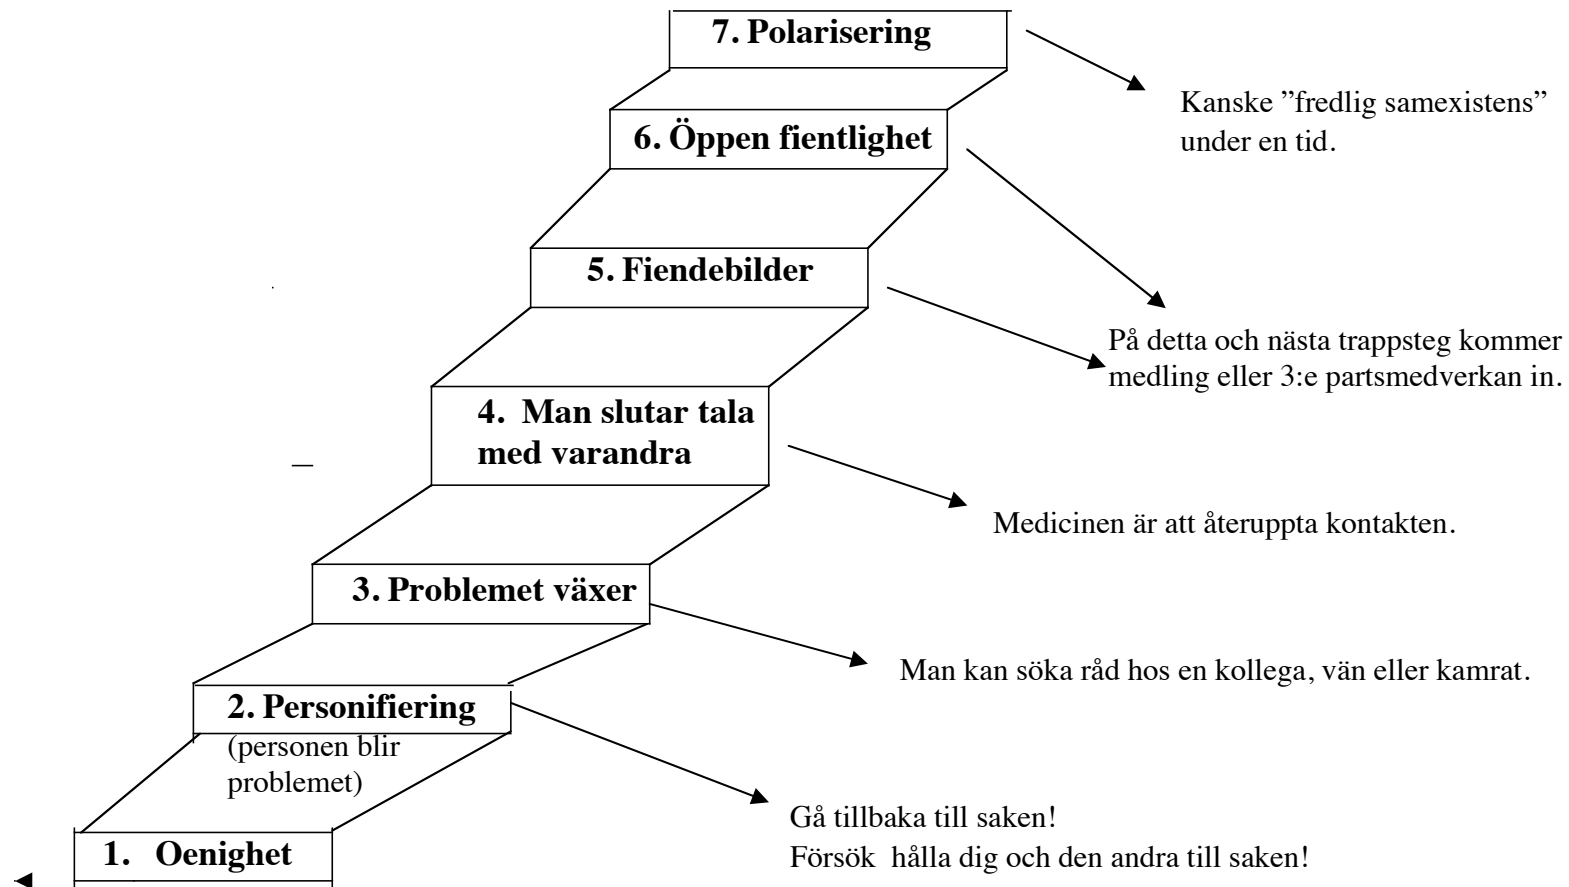 7. Polarisering
Kanske ”fredlig samexistens”
under en tid.
6. Öppen fientlighet
5. Fiendebilder
På detta och nästa trappsteg kommer
medling eller 3:e partsmedverkan in.
4. Man slutar tala
med varandra
Medicinen är att återuppta kontakten.
3. Problemet växer
Man kan söka råd hos en kollega, vän eller kamrat.
2. Personifiering
(personen blir
problemet)
Gå tillbaka till saken!
Försök hålla dig och den andra till saken!
1. Oenighet